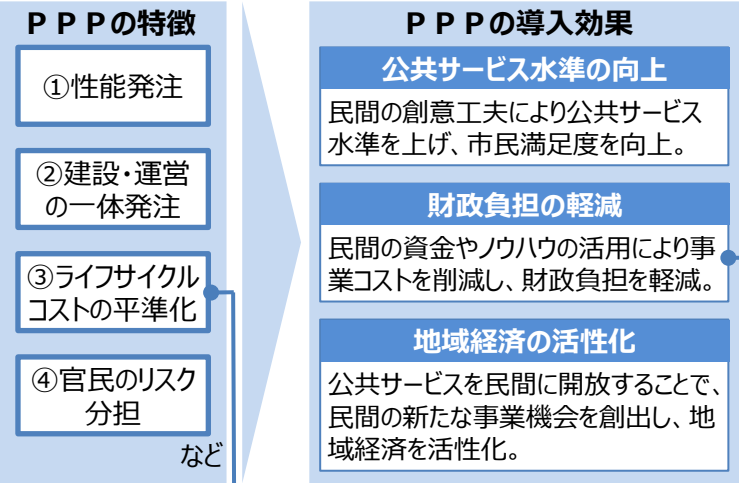 ＰＰＰの特徴
①性能発注
②建設・運営
の一体発注
③ライフサイクル
コストの平準化
④官民のリスク
分担
など
ＰＰＰの導入効果
公共サービス水準の向上
民間の創意工夫により公共サービス
水準を上げ、市民満足度を向上。
財政負担の軽減
民間の資金やノウハウの活用により事
業コストを削減し、財政負担を軽減。
地域経済の活性化
公共サービスを民間に開放することで、
民間の新たな事業機会を創出し、地
域経済を活性化。